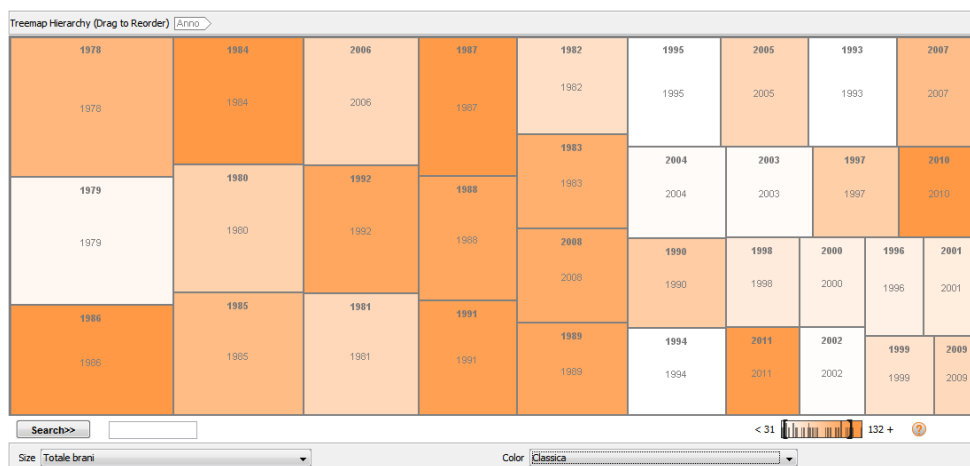 Treemap Hierarchy (Drag to Reorder) Anno
1978 1984 2006 1987 1982 1995 2005 1993 2007
1982
1995 2005 1993 2007
1978 1984 2006 1987
1983
2004 2003 1997 2010
1980 1992 1988
1979 1983
2004 2003 1997 2010
1988
1979 1980 1992
2008 1990 1998 2000 1996 2001
2008
1990 1998 2000 1996 2001
1985 1981 1991
1986
1989 1994 2011 2002 1999 2009
1985 1981 1991
1986 1989 1994 2011 2002 1999 2009
Search>> < 31 132 + ?
Size Totale brani Color Classica